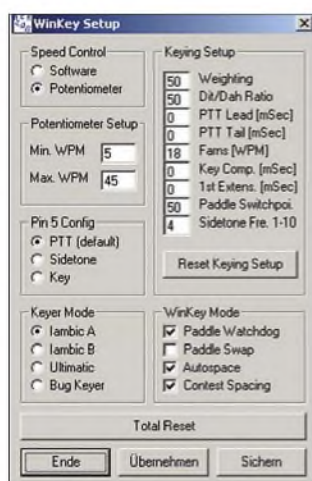 WinKey Setup
Speed Control
Software
Potentiometer
Potentiometer Setup
Min. WPM 5
Max. WPM 45
Pin 5 Config
PTT (default)
Sidetone
Key
Keyer Mode
Iambic A
Iambic B
Ultimatic
Bug Keyer
Keying Setup
50 Weighting
50 Dit/Dah Ratio
0 PTT Lead [mSec]
0 PTT Tail [mSec]
18 Farns [WPM]
0 Key Comp. [mSec]
0 1st Extens. [mSec]
50 Paddle Switchpoi.
4 Sidetone Fre. 1-10
Reset Keying Setup
WinKey Mode
Paddle Watchdog
Paddle Swap
Autospace
Contest Spacing
Total Reset
Ende Übernehmen Sichern